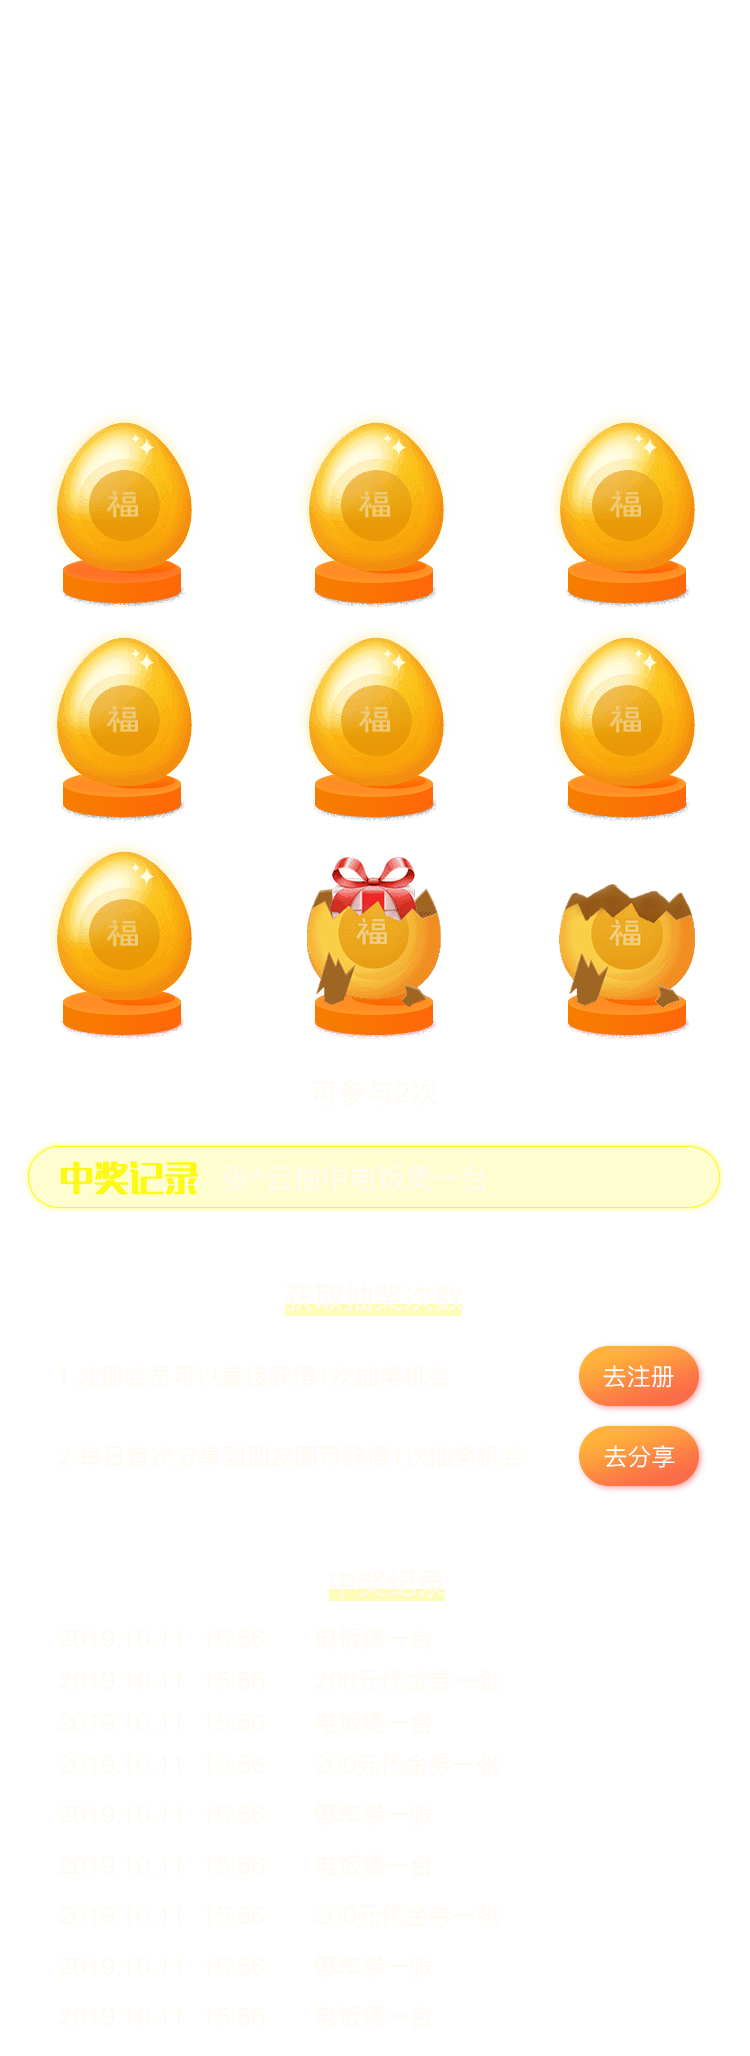 福 福 福
福 福 福
福 福 福
可参与2次
中奖记录 张*云抽中电饭煲一台
获取抽奖次数
1.注册会员可以直接获得1次抽奖机会 去注册
2.每日首次分享到朋友圈可获得1次抽奖机会 去分享
中奖纪录
2019.10.11 15:56 电饭煲一台
2019.10.11 15:56 200元代金券一张
2019.10.11 15:56 电饭煲一台
2019.10.11 15:56 200元代金券一张
2019.10.11 15:56 停车券一张
2019.10.11 15:56 电饭煲一台
2019.10.11 15:56 200元代金券一张
2019.10.11 15:56 停车券一张
2019.10.11 15:56 电饭煲一台